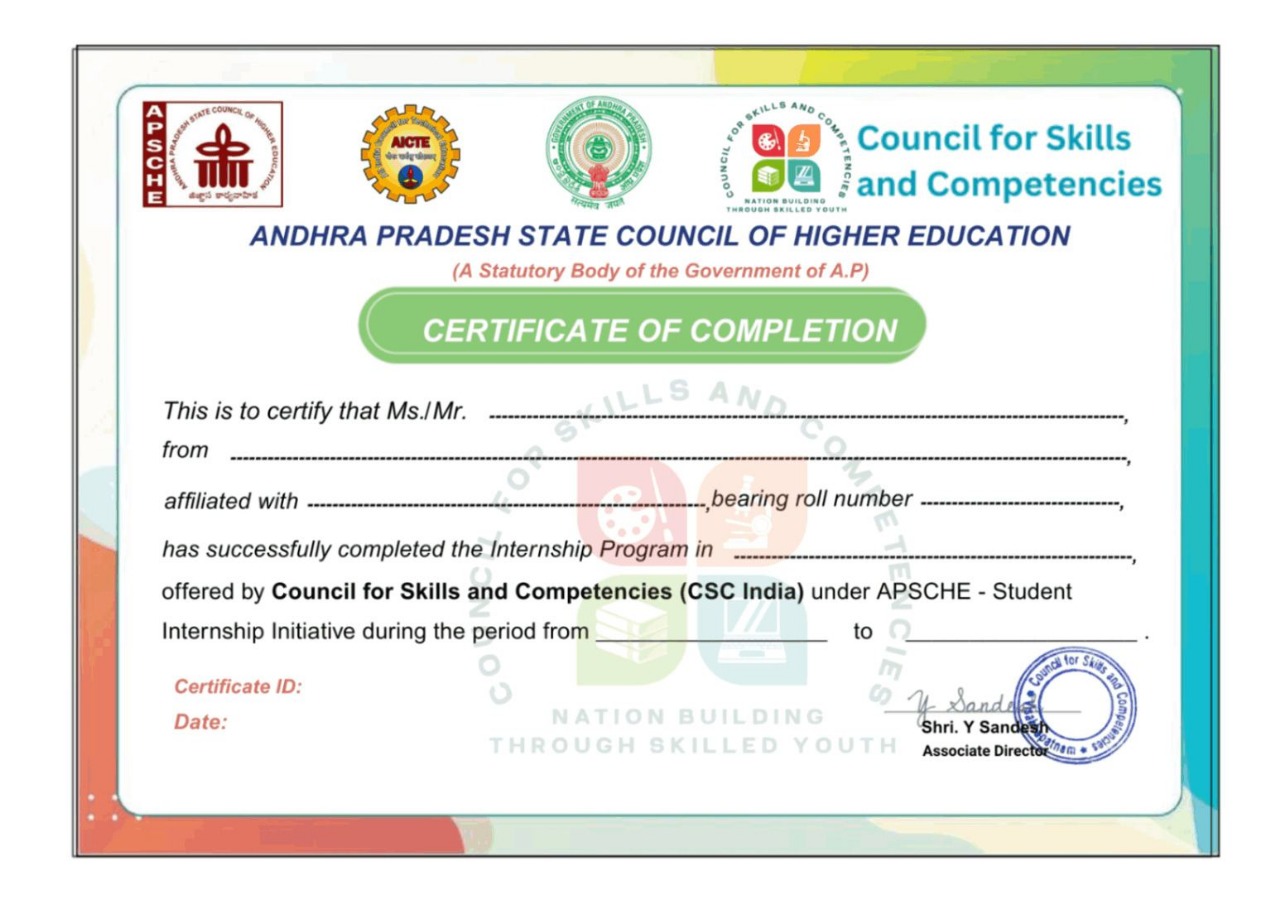 APSCHE
ANDHRA PRADESH STATE COUNCIL OF HIGHER EDUCATION
AICTE
GOVERNMENT OF ANDHRA PRADESH
सत्यमेव जयते
COUNCIL FOR SKILLS AND COMPETENCIES
NATION BUILDING
THROUGH SKILLED YOUTH
Council for Skills
and Competencies
ANDHRA PRADESH STATE COUNCIL OF HIGHER EDUCATION
(A Statutory Body of the Government of A.P)
CERTIFICATE OF COMPLETION
This is to certify that Ms./Mr. ,
from ,
affiliated with ,bearing roll number ,
has successfully completed the Internship Program in ,
offered by Council for Skills and Competencies (CSC India) under APSCHE - Student
Internship Initiative during the period from to .
Certificate ID:
Date:
COUNCIL FOR SKILLS AND COMPETENCIES
NATION BUILDING
THROUGH SKILLED YOUTH
Y Sandesh
Council for Skills and Competencies
Shri. Y Sandesh
Associate Director